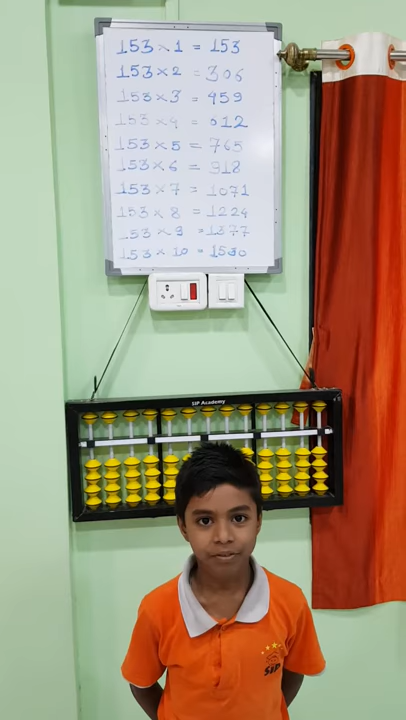 153 × 1 = 153
153 × 2 = 306
153 × 3 = 459
153 × 4 = 612
153 × 5 = 765
153 × 6 = 918
153 × 7 = 1071
153 × 8 = 1224
153 × 9 = 1377
153 × 10 = 1530
SIP Academy
SIP